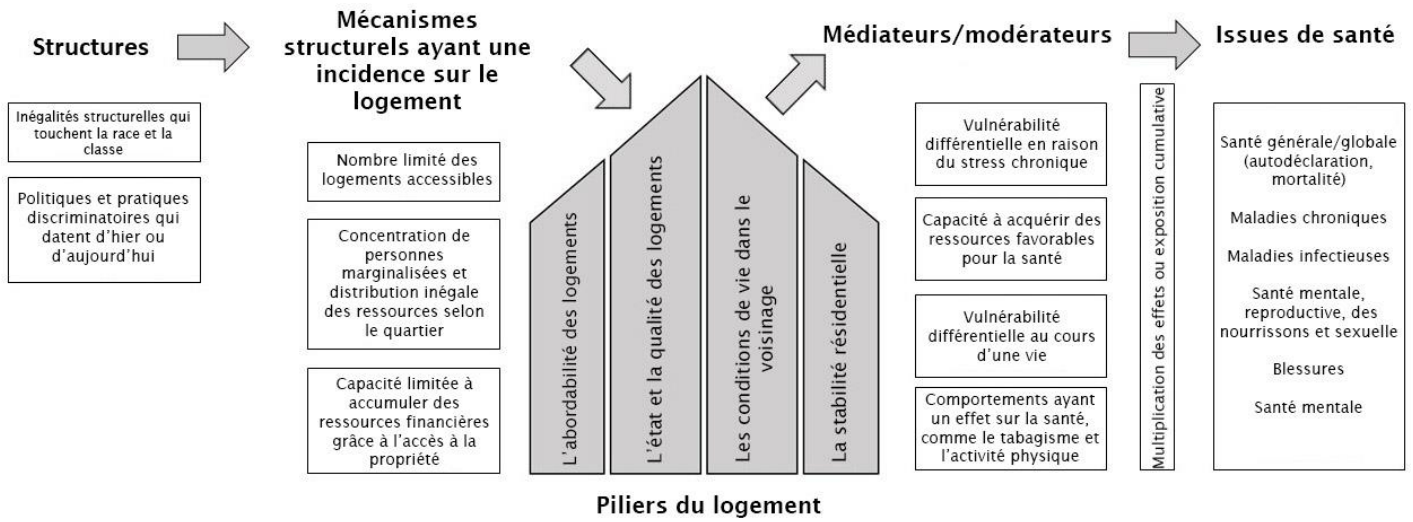 Structures
Inégalités structurelles qui
touchent la race et la
classe
Politiques et pratiques
discriminatoires qui
datent d'hier ou
d'aujourd'hui
Mécanismes
structurels ayant une
incidence sur le
logement
Nombre limité des
logements accessibles
Concentration de
personnes
marginalisées et
distribution inégale
des ressources selon
le quartier
Capacité limitée à
accumuler des
ressources financières
grâce à l'accès à la
propriété
L'abordabilité des logements
L'état et la qualité des logements
Les conditions de vie dans le
voisinage
La stabilité résidentielle
Piliers du logement
Médiateurs/modérateurs
Vulnérabilité
différentielle en raison
du stress chronique
Capacité à acquérir des
ressources favorables
pour la santé
Vulnérabilité
différentielle au cours
d'une vie
Comportements ayant
un effet sur la santé,
comme le tabagisme et
l'activité physique
Multiplication des effets ou exposition cumulative
Issues de santé
Santé générale/globale
(autodéclaration,
mortalité)
Maladies chroniques
Maladies infectieuses
Santé mentale,
reproductive, des
nourrissons et sexuelle
Blessures
Santé mentale